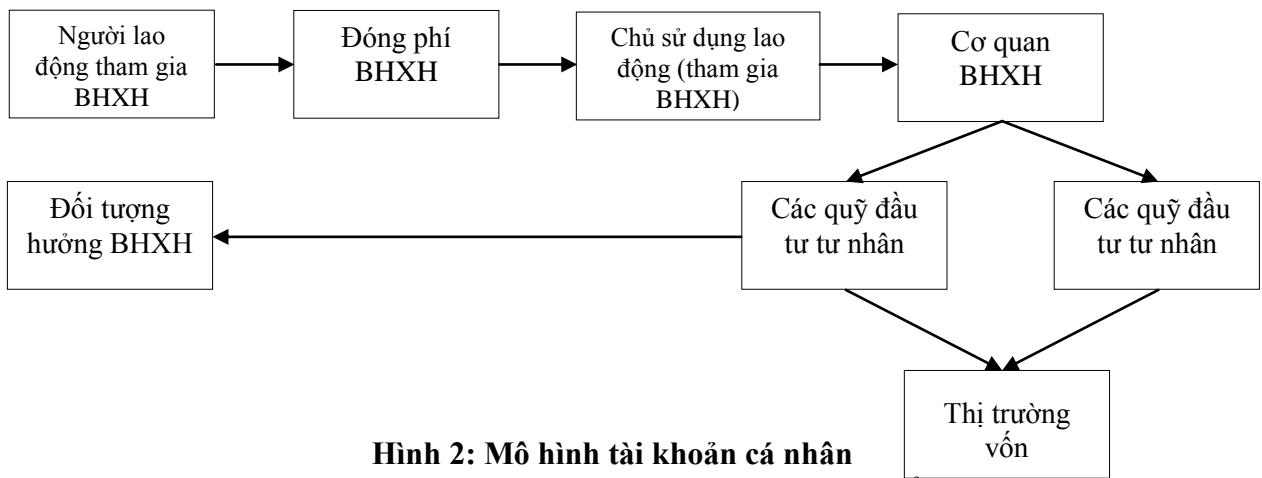 Người lao
động tham gia
BHXH
Đóng phí
BHXH
Chủ sử dụng lao
động (tham gia
BHXH)
Cơ quan
BHXH
Đối tượng
hưởng BHXH
Các quỹ đầu
tư tư nhân
Các quỹ đầu
tư tư nhân
Thị trường
vốn
Hình 2: Mô hình tài khoản cá nhân